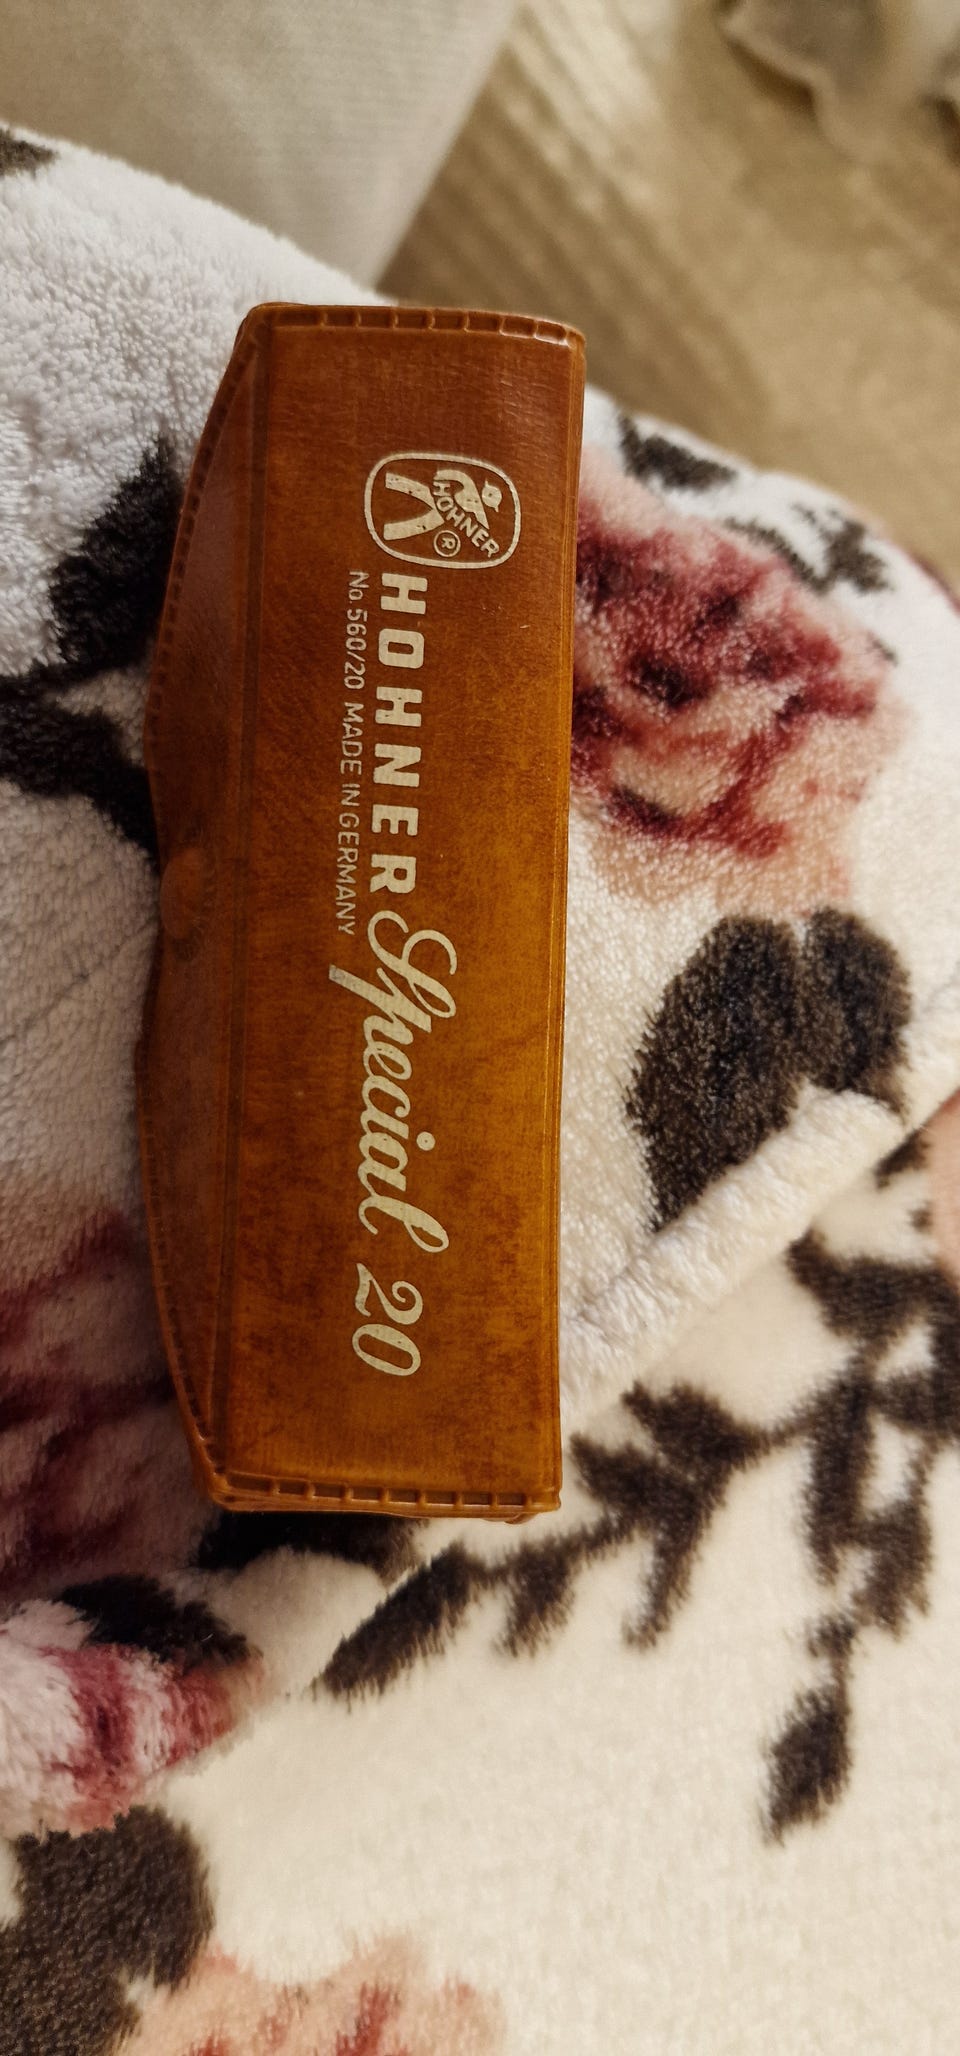 HOHNER
®
HOHNER Special 20
No. 560/20 MADE IN GERMANY